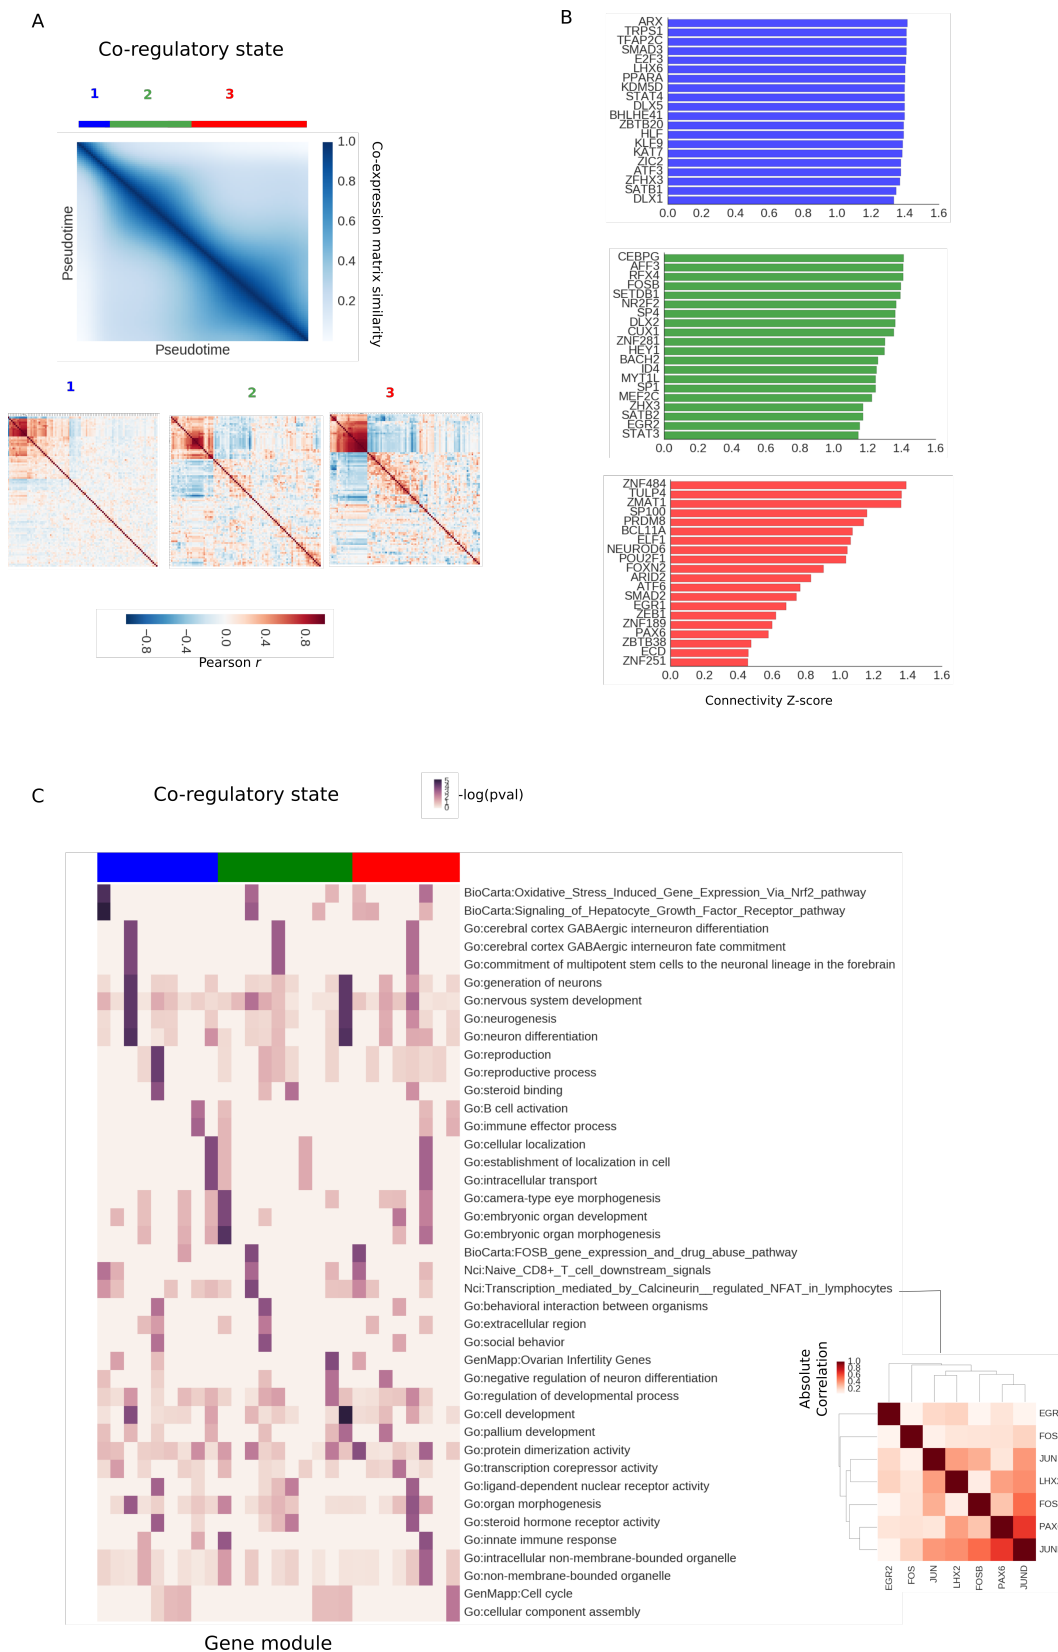 A
Co-regulatory state
1
2
3
1.0
0.8
0.6
0.4
0.2
Co-expression matrix similarity
Pseudotime
Pseudotime
1
2
3
−0.8
−0.4
0.0
0.4
0.8
Pearson r
B
ARX
TRPS1
TFAP2C
SMAD3
E2F3
LHX6
PPARA
KDM5D
STAT4
DLX5
BHLHE41
ZBTB20
HLF
KLF9
KAT7
ZIC2
ATF3
ZFHX3
SATB1
DLX1
0.0 0.2 0.4 0.6 0.8 1.0 1.2 1.4 1.6
CEBPG
AFF3
RFX4
FOSB
SETDB1
NR2F2
SP4
DLX2
CUX1
ZNF281
HEY1
BACH2
ID4
MYT1L
SP1
MEF2C
ZHX3
SATB2
EGR2
STAT3
0.0 0.2 0.4 0.6 0.8 1.0 1.2 1.4 1.6
ZNF484
TULP4
ZMAT1
SP100
PRDM8
BCL11A
ELF1
NEUROD6
POU2F1
FOXN2
ARID2
ATF6
SMAD2
EGR1
ZEB1
ZNF189
PAX6
ZBTB38
ECD
ZNF251
0.0 0.2 0.4 0.6 0.8 1.0 1.2 1.4 1.6
Connectivity Z-score
C
Co-regulatory state
-log(pval)
BioCarta:Oxidative_Stress_Induced_Gene_Expression_Via_Nrf2_pathway
BioCarta:Signaling_of_Hepatocyte_Growth_Factor_Receptor_pathway
Go:cerebral cortex GABAergic interneuron differentiation
Go:cerebral cortex GABAergic interneuron fate commitment
Go:commitment of multipotent stem cells to the neuronal lineage in the forebrain
Go:generation of neurons
Go:nervous system development
Go:neurogenesis
Go:neuron differentiation
Go:reproduction
Go:reproductive process
Go:steroid binding
Go:B cell activation
Go:immune effector process
Go:cellular localization
Go:establishment of localization in cell
Go:intracellular transport
Go:camera-type eye morphogenesis
Go:embryonic organ development
Go:embryonic organ morphogenesis
BioCarta:FOSB_gene_expression_and_drug_abuse_pathway
Nci:Naive_CD8+_T_cell_downstream_signals
Nci:Transcription_mediated_by_Calcineurin__regulated_NFAT_in_lymphocytes
Go:behavioral interaction between organisms
Go:extracellular region
Go:social behavior
GenMapp:Ovarian Infertility Genes
Go:negative regulation of neuron differentiation
Go:regulation of developmental process
Go:cell development
Go:pallium development
Go:protein dimerization activity
Go:transcription corepressor activity
Go:ligand-dependent nuclear receptor activity
Go:organ morphogenesis
Go:steroid hormone receptor activity
Go:innate immune response
Go:intracellular non-membrane-bounded organelle
Go:non-membrane-bounded organelle
GenMapp:Cell cycle
Go:cellular component assembly
Gene module
Absolute
Correlation
1.0
0.8
0.6
0.4
0.2
EGR
FOS
JUN
LHX2
FOS
PAX
JUN
EGR2
FOS
JUN
LHX2
FOSB
PAX6
JUND